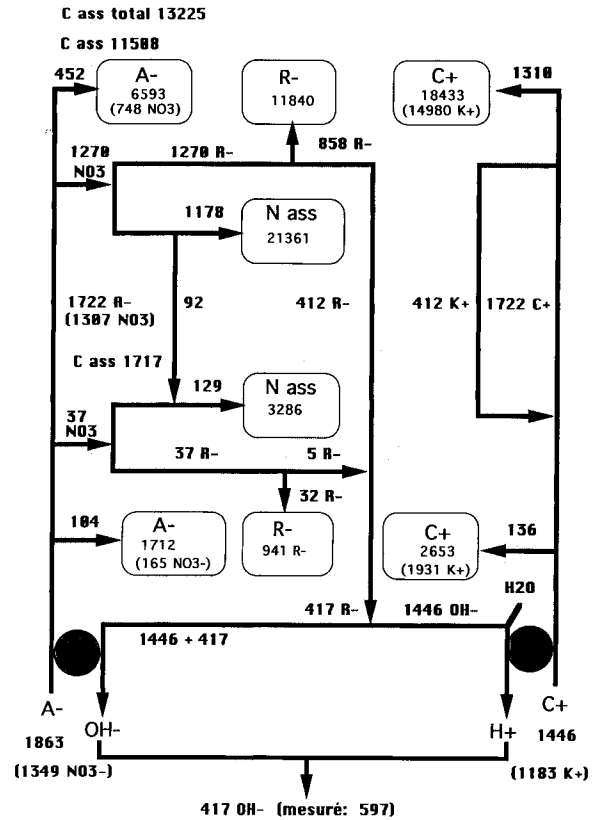 C ass total 13225
C ass 11508
452
A-
6593
(748 NO3)
R-
11840
C+
18433
(14980 K+)
1310
1270
NO3
1270 R-
858 R-
1178
N ass
21361
1722 A-
(1307 NO3)
92
412 R-
412 K+
1722 C+
C ass 1717
129
N ass
3286
37
NO3
37 R-
5 R-
32 R-
104
A-
1712
(165 NO3-)
R-
941 R-
C+
2653
(1931 K+)
136
H20
417 R-
1446 OH-
1446 + 417
A-
1863
(1349 NO3-)
OH-
H+
C+
1446
(1183 K+)
417 OH- (mesuré: 597)